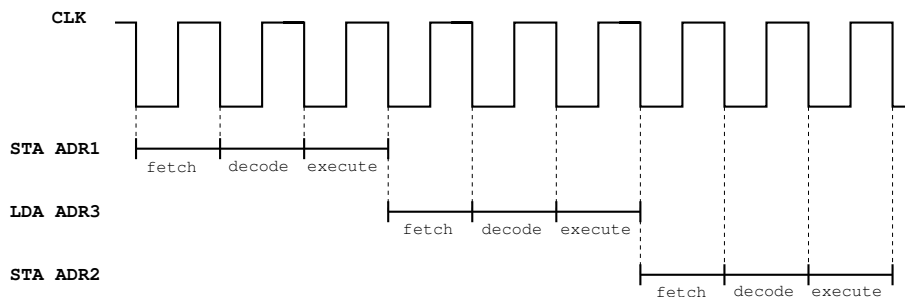 CLK
STA ADR1
fetch decode execute
LDA ADR3
fetch decode execute
STA ADR2
fetch decode execute